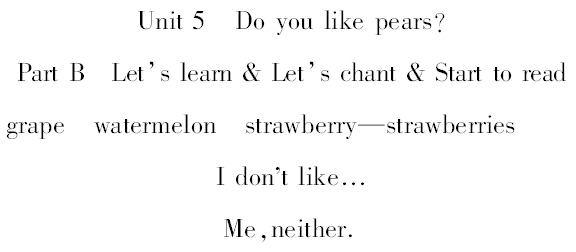 Unit 5 Do you like pears?
Part B Let's learn & Let's chant & Start to read
grape watermelon strawberry—strawberries
I don't like...
Me,neither.